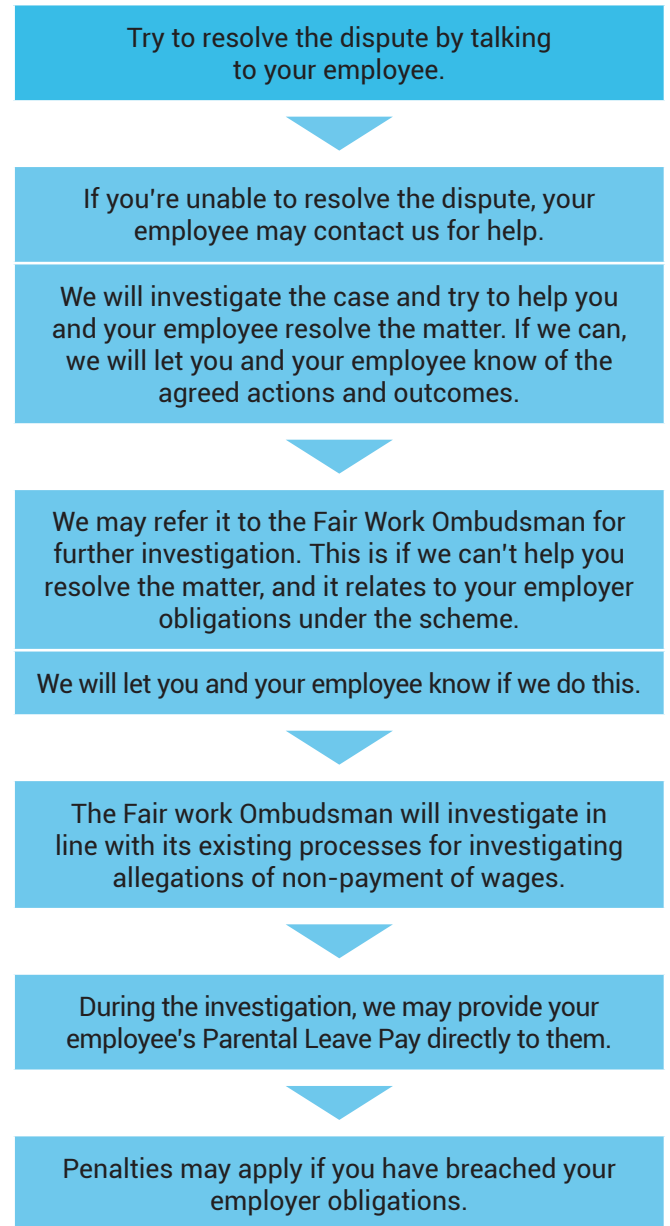 Try to resolve the dispute by talking
to your employee.
If you're unable to resolve the dispute, your
employee may contact us for help.
We will investigate the case and try to help you
and your employee resolve the matter. If we can,
we will let you and your employee know of the
agreed actions and outcomes.
We may refer it to the Fair Work Ombudsman for
further investigation. This is if we can't help you
resolve the matter, and it relates to your employer
obligations under the scheme.
We will let you and your employee know if we do this.
The Fair work Ombudsman will investigate in
line with its existing processes for investigating
allegations of non-payment of wages.
During the investigation, we may provide your
employee's Parental Leave Pay directly to them.
Penalties may apply if you have breached your
employer obligations.